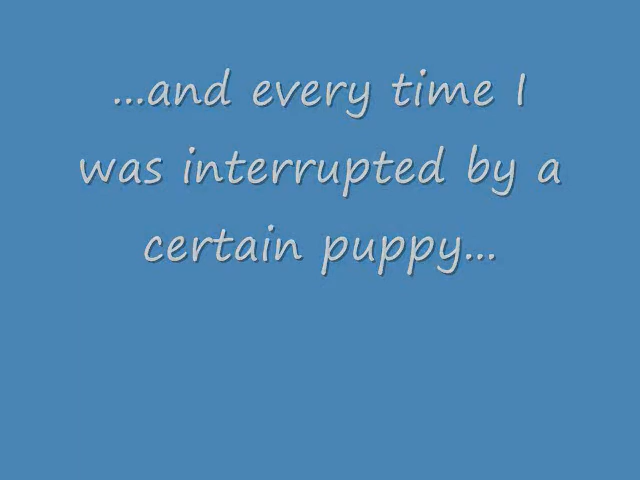 ...and every time I
was interrupted by a
certain puppy...